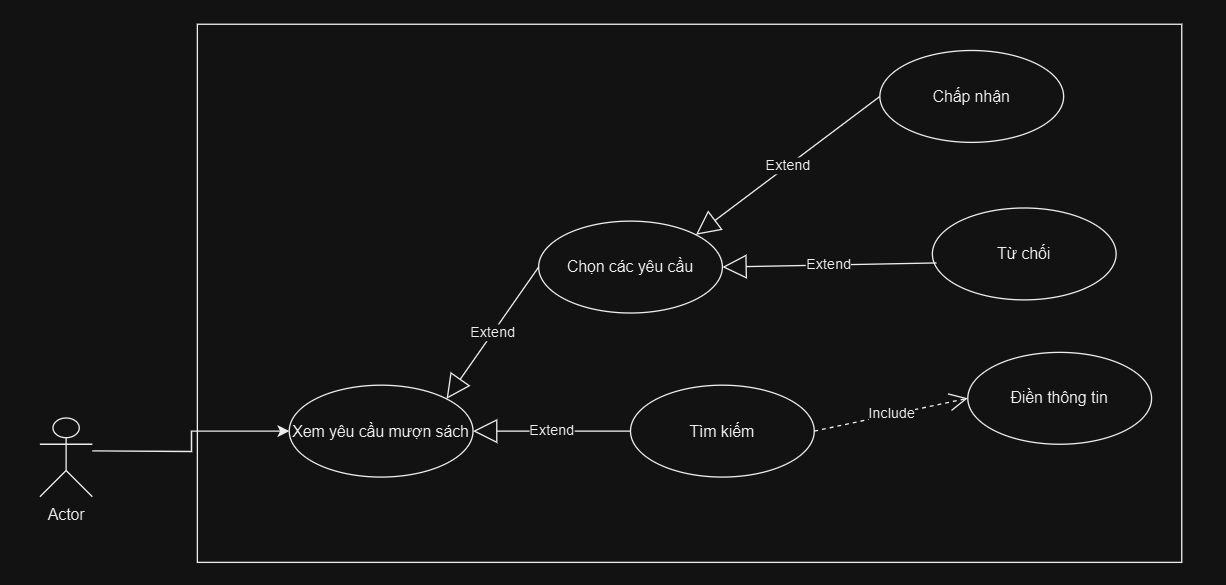 Chấp nhận
Extend
Từ chối
Chọn các yêu cầu
Extend
Extend
Điền thông tin
Include
Xem yêu cầu mượn sách
Extend
Tìm kiếm
Actor